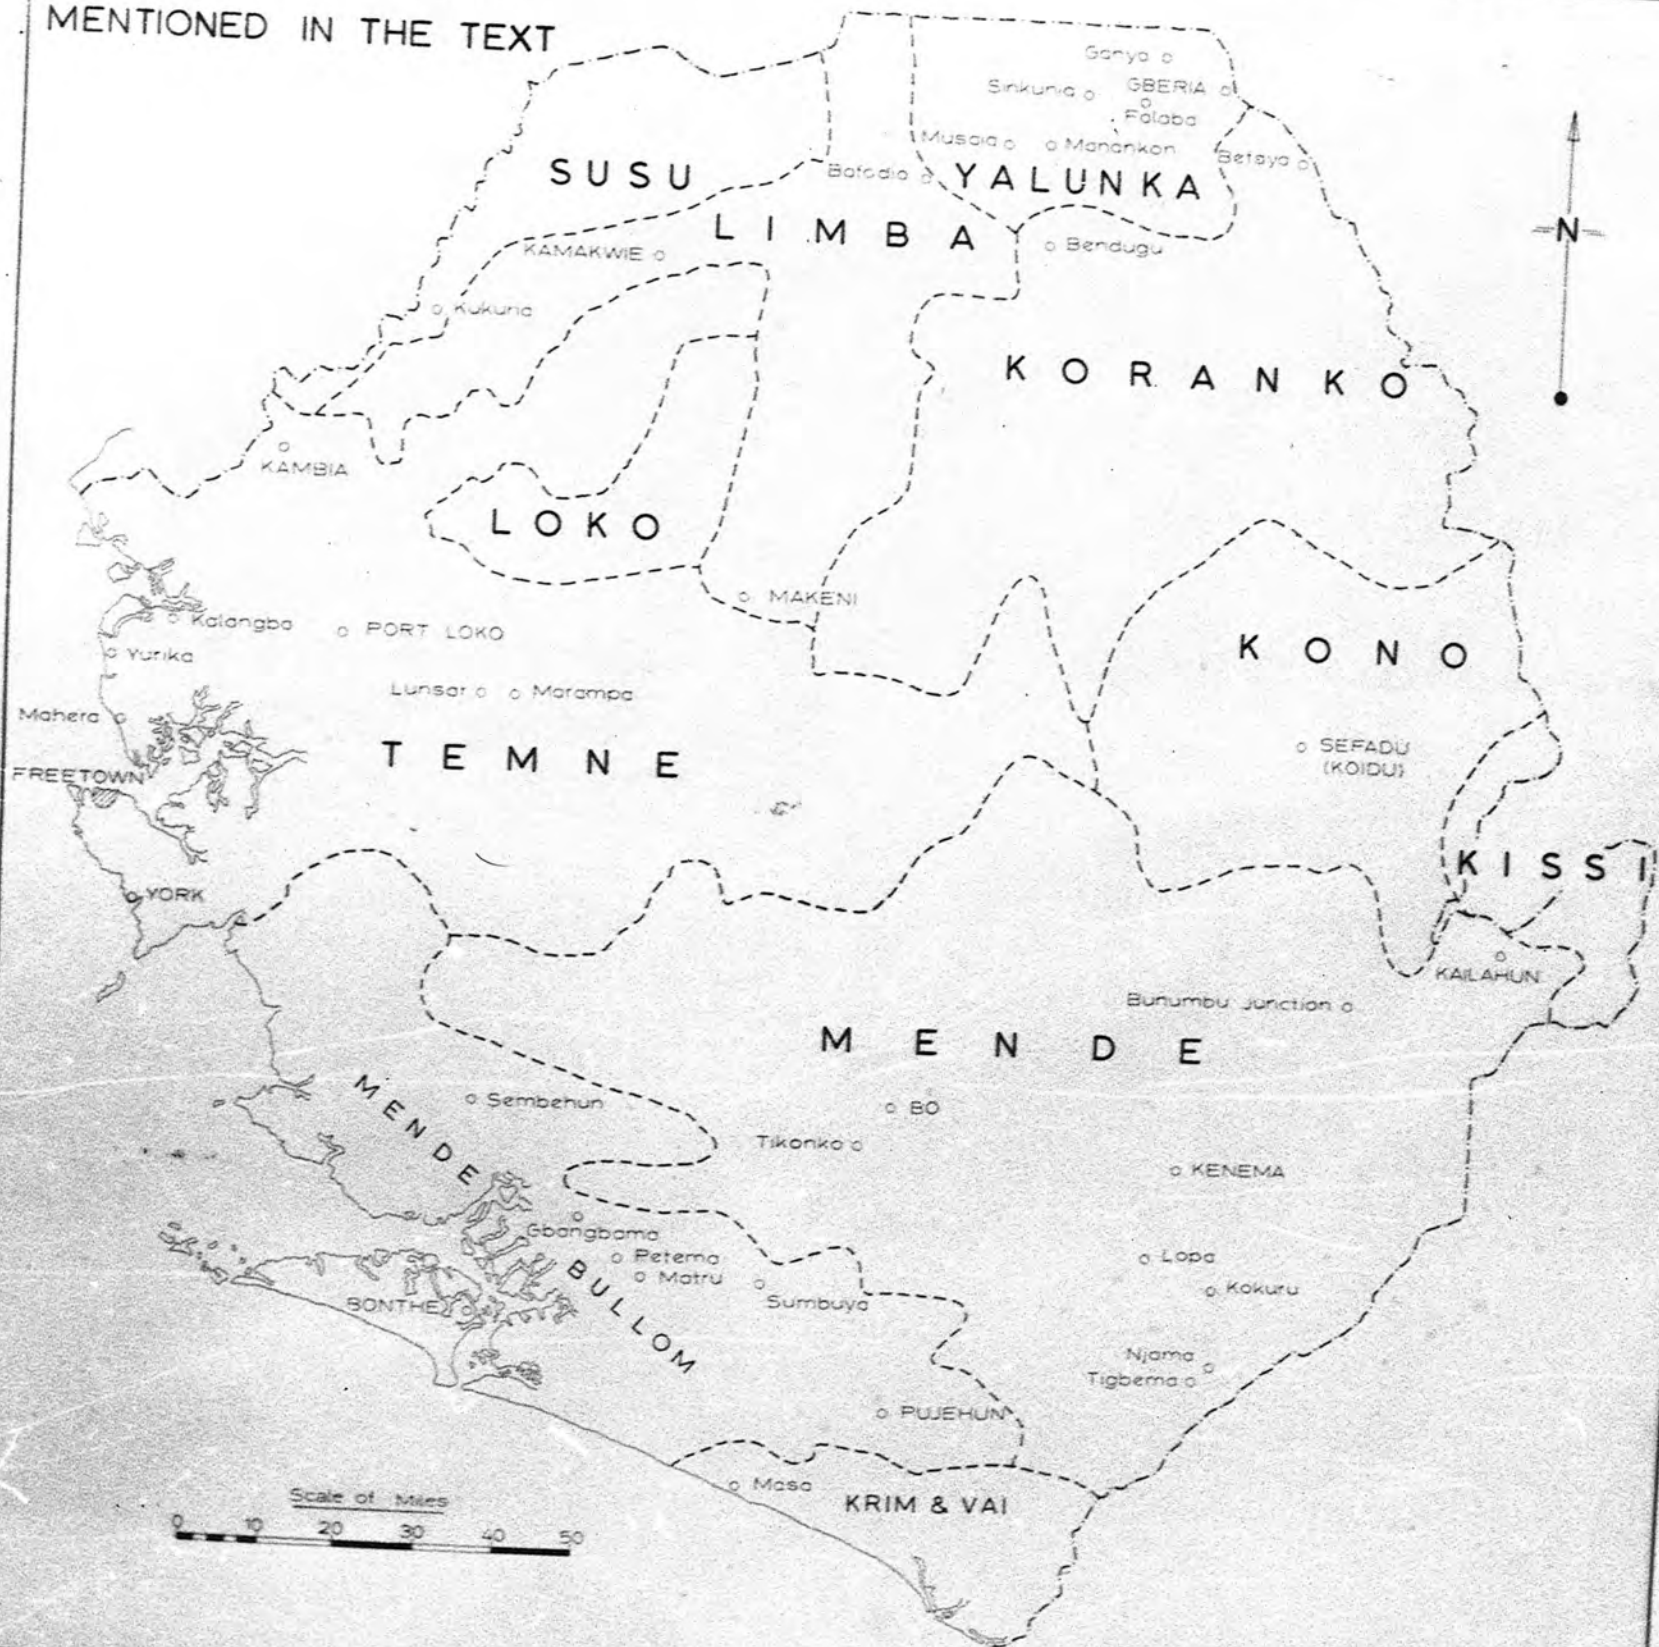 MENTIONED IN THE TEXT
Ganya
Sinkunia
GBERIA
Falaba
Musaia
Manankon
Betaya
SUSU
Bafodia
YALUNKA
LIMBA
N
KAMAKWIE
Bendugu
Kukuna
KORANKO
KAMBIA
LOKO
MAKENI
Kalangba
PORT LOKO
Yurika
KONO
Lunsar
Marampa
Mahera
TEMNE
SEFADU
(KOIDU)
FREETOWN
KISSI
YORK
KAILAHUN
Bunumbu Junction
MENDE
MENDE
Sembehun
BO
Tikonko
KENEMA
Gbangbama
Petema
Lopa
BULLOM
Matru
Kokuru
Sumbuya
BONTHE
Njama
Tigbema
PUJEHUN
Masa
KRIM & VAI
Scale of Miles
0 10 20 30 40 50